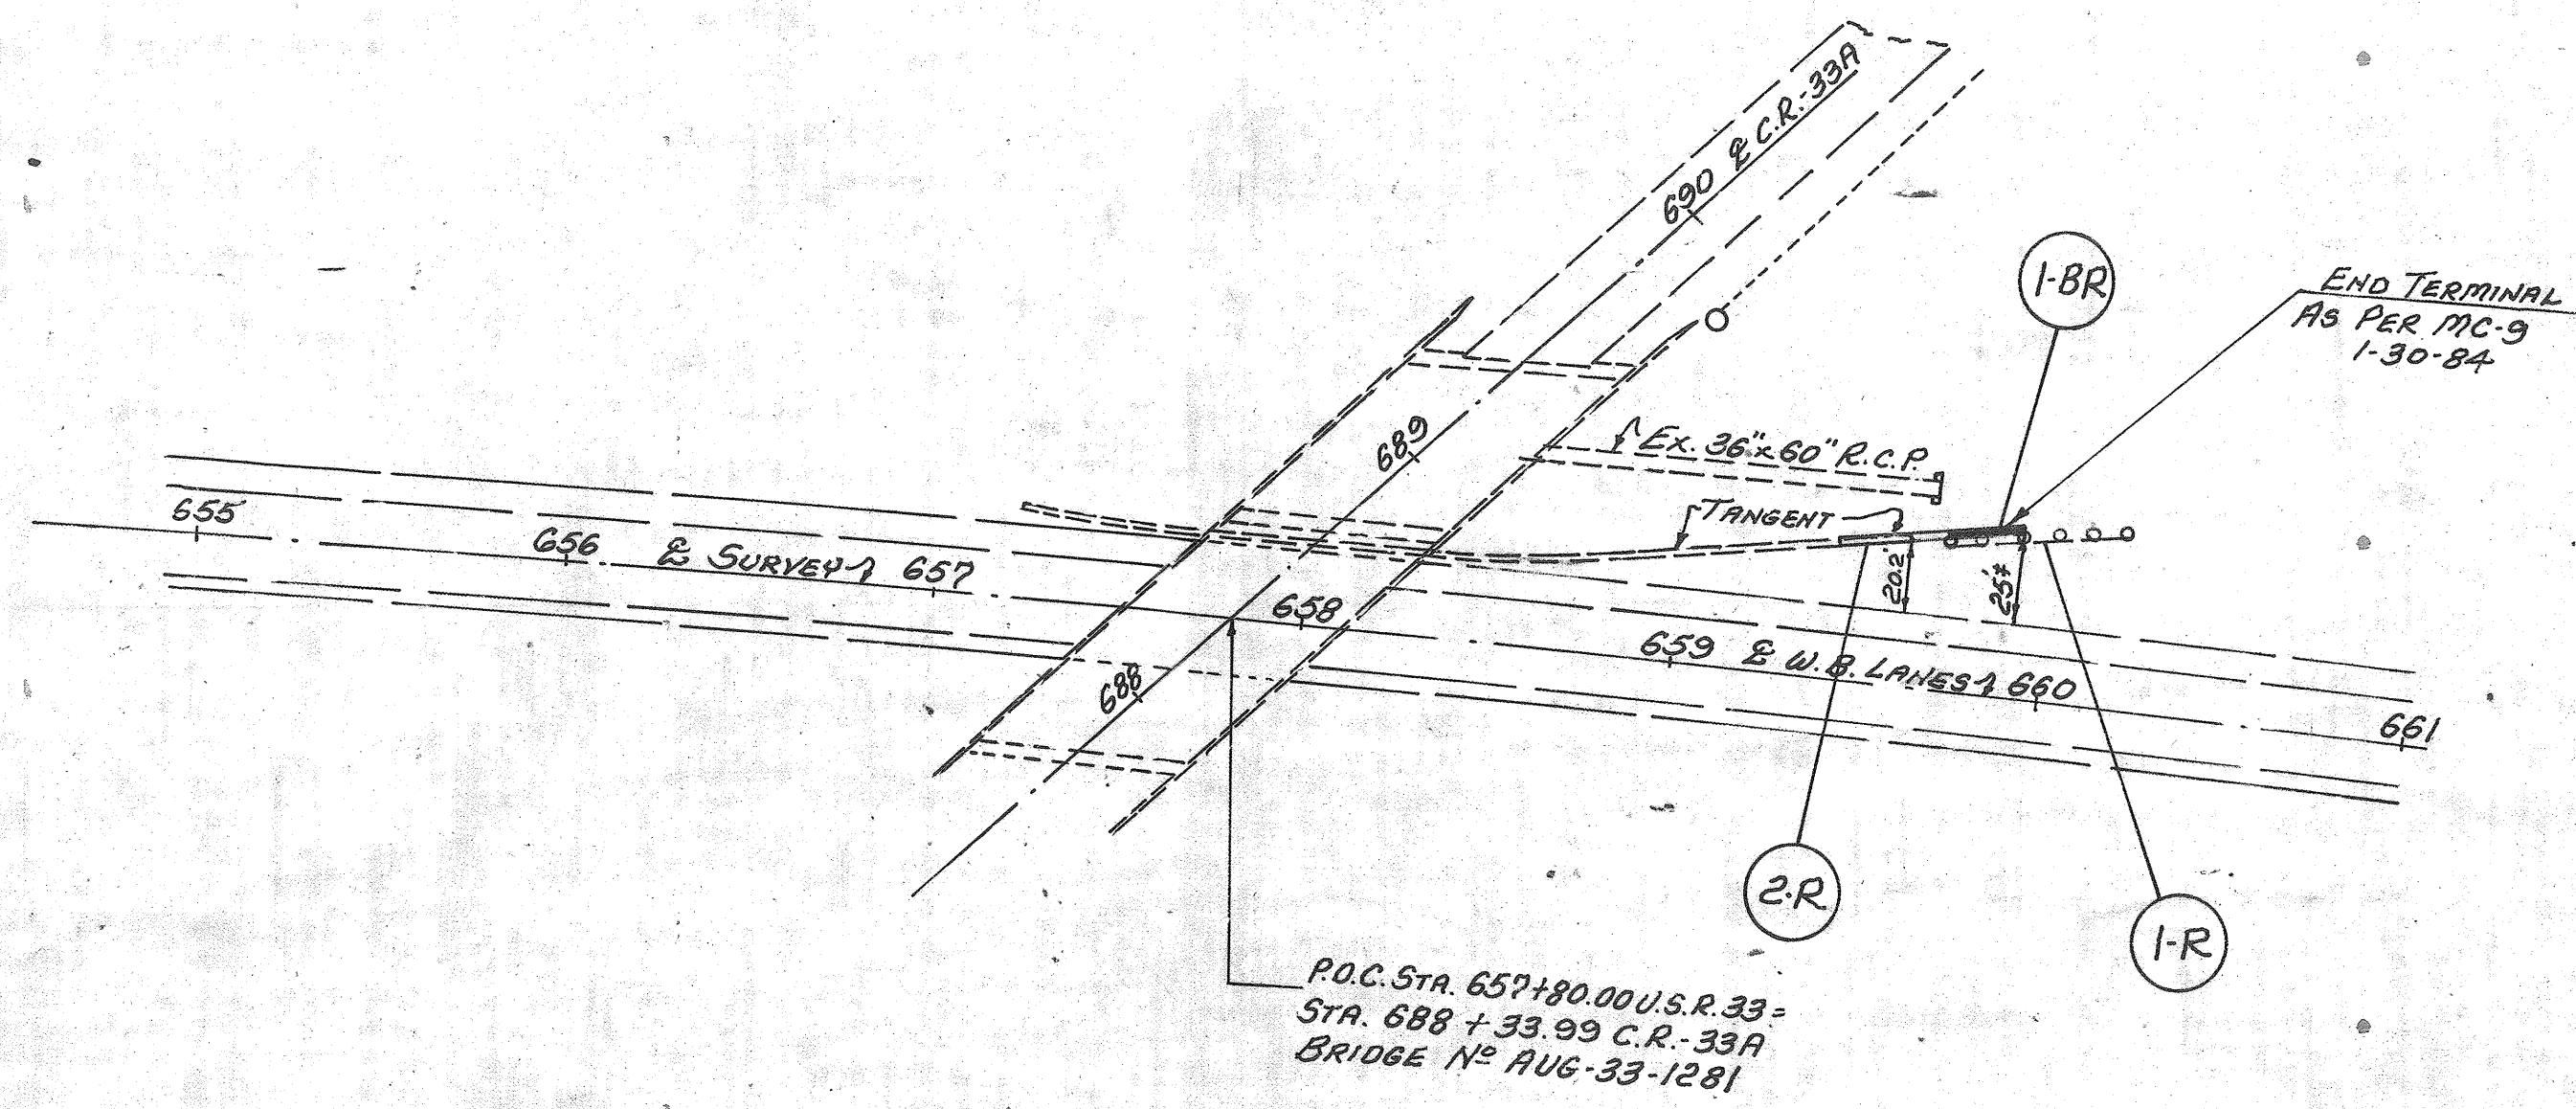 690 ℄ C.R.-33A
1-BR
END TERMINAL
AS PER MC-9
1-30-84
689
EX. 36"x60" R.C.P.
TANGENT
655
656
℄ SURVEY
657
658
20.2'
25'±
659
℄ W.B. LANES
660
661
688
2-R
1-R
P.O.C. STA. 657+80.00 U.S.R. 33 =
STA. 688 + 33.99 C.R.-33A
BRIDGE Nº AUG-33-1281